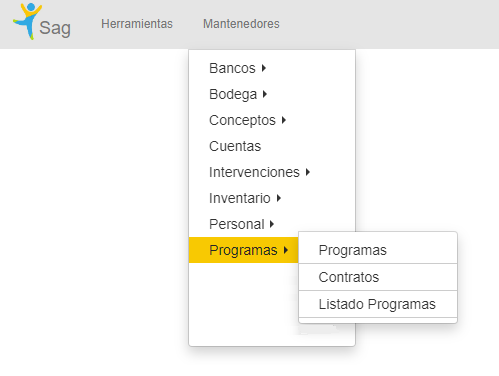 Sag
Herramientas
Mantenedores
Bancos
Bodega
Conceptos
Cuentas
Intervenciones
Inventario
Personal
Programas
Programas
Contratos
Listado Programas